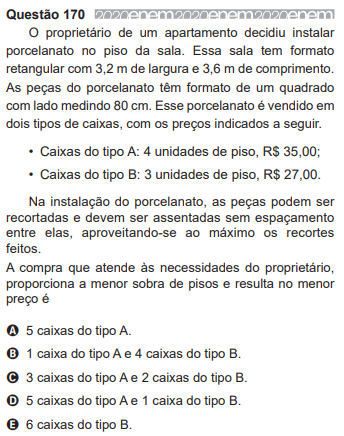 Questão 170 2020enem2020enem2020enem
O proprietário de um apartamento decidiu instalar
porcelanato no piso da sala. Essa sala tem formato
retangular com 3,2 m de largura e 3,6 m de comprimento.
As peças do porcelanato têm formato de um quadrado
com lado medindo 80 cm. Esse porcelanato é vendido em
dois tipos de caixas, com os preços indicados a seguir.
• Caixas do tipo A: 4 unidades de piso, R$ 35,00;
• Caixas do tipo B: 3 unidades de piso, R$ 27,00.
Na instalação do porcelanato, as peças podem ser
recortadas e devem ser assentadas sem espaçamento
entre elas, aproveitando-se ao máximo os recortes
feitos.
A compra que atende às necessidades do proprietário,
proporciona a menor sobra de pisos e resulta no menor
preço é
A 5 caixas do tipo A.
B 1 caixa do tipo A e 4 caixas do tipo B.
C 3 caixas do tipo A e 2 caixas do tipo B.
D 5 caixas do tipo A e 1 caixa do tipo B.
E 6 caixas do tipo B.